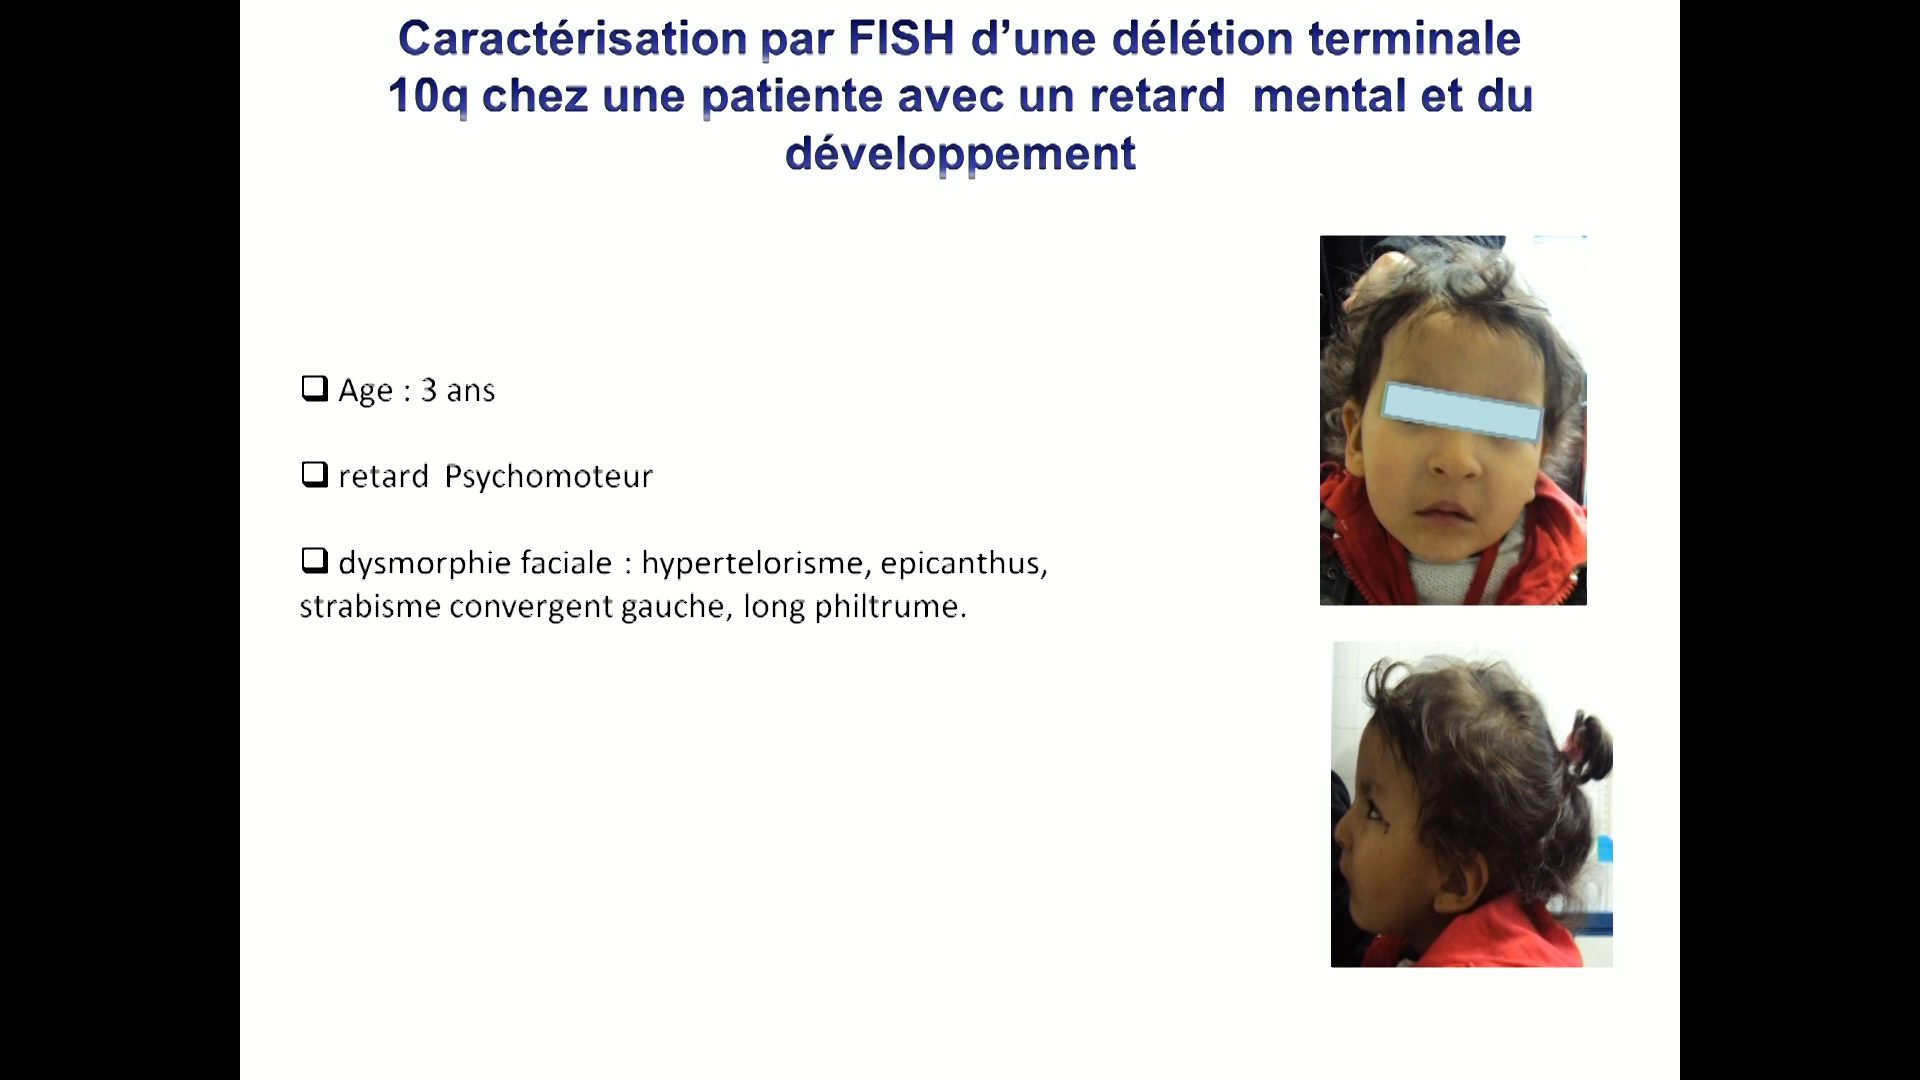 Caractérisation par FISH d’une délétion terminale
10q chez une patiente avec un retard mental et du
développement
❑ Age : 3 ans
❑ retard Psychomoteur
❑ dysmorphie faciale : hypertelorisme, epicanthus,
strabisme convergent gauche, long philtrume.